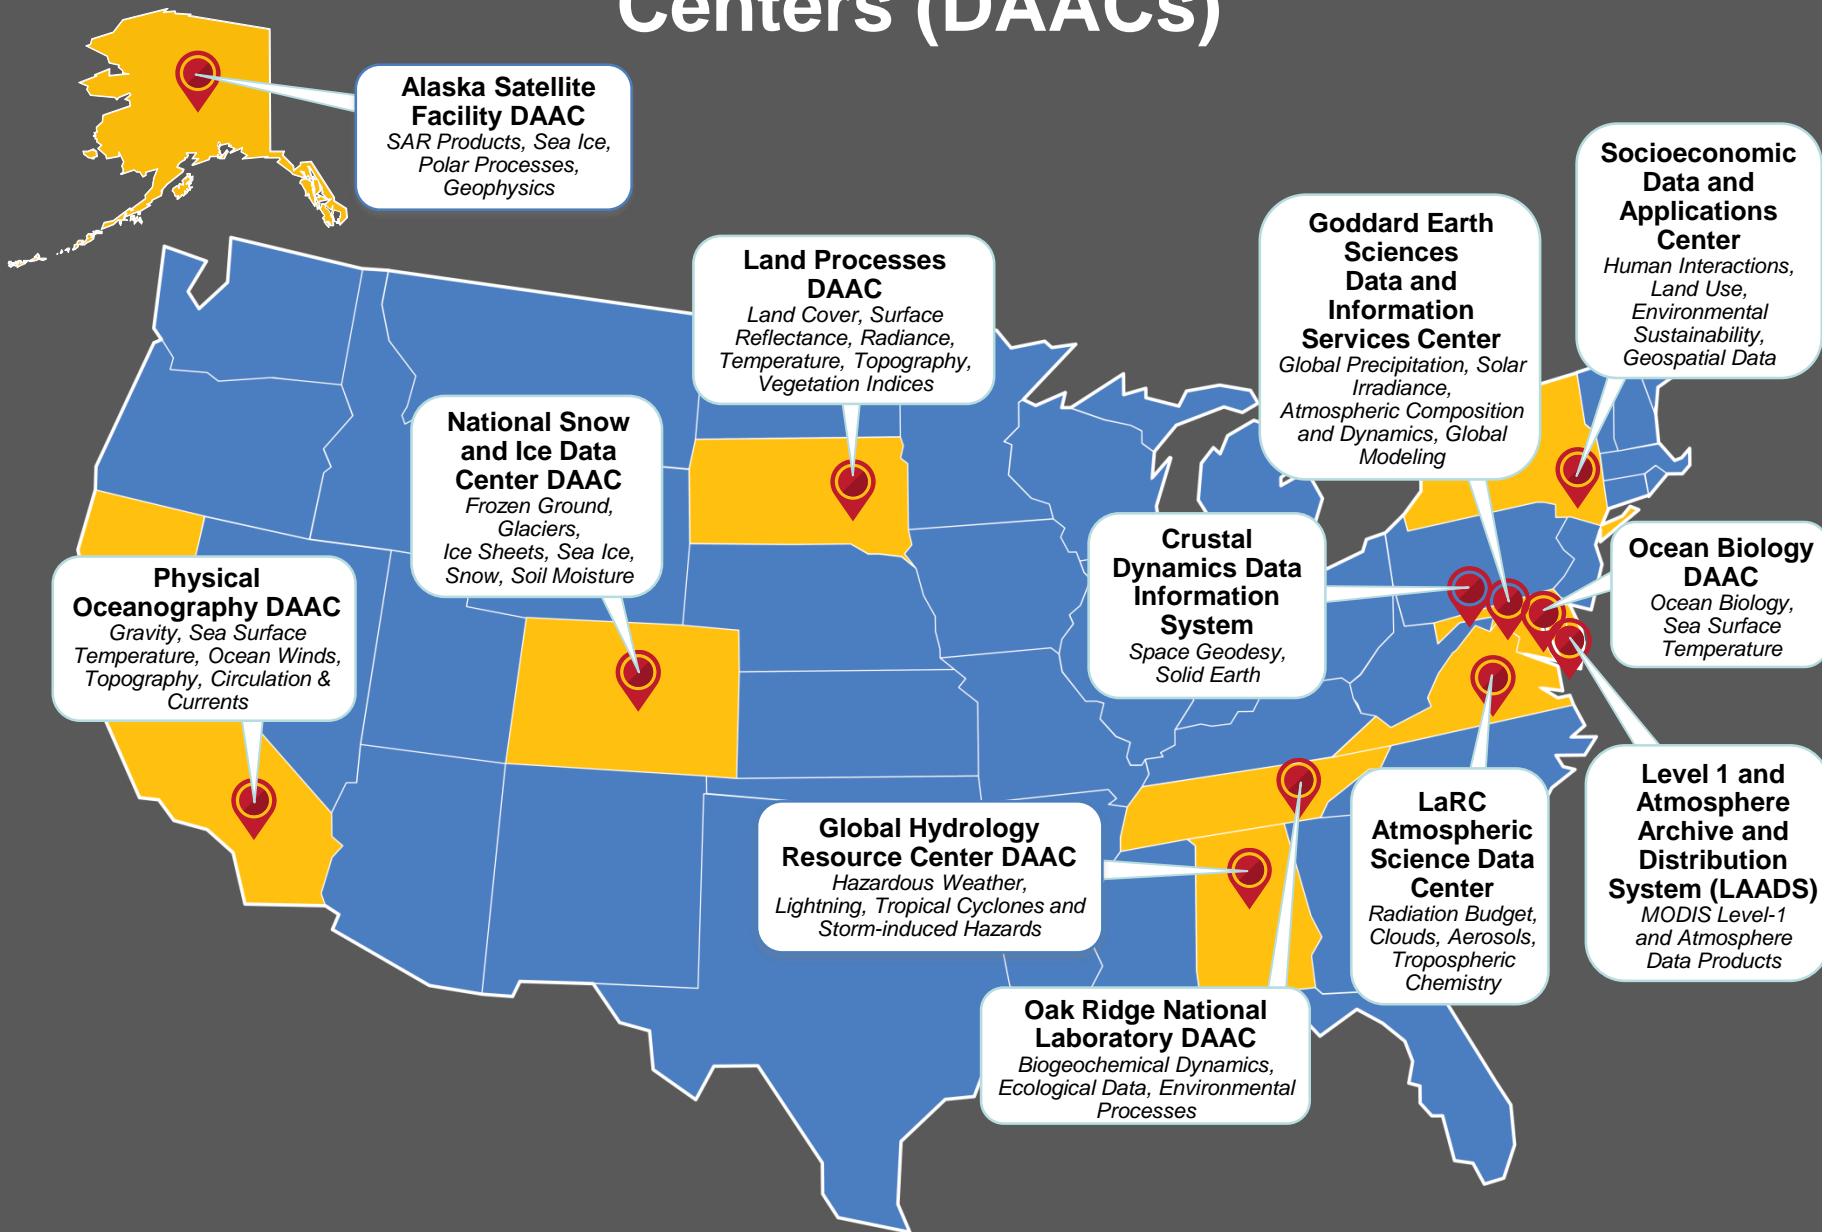 Centers (DAACs)
Alaska Satellite
Facility DAAC
SAR Products, Sea Ice,
Polar Processes,
Geophysics
Socioeconomic
Data and
Applications
Center
Human Interactions,
Land Use,
Environmental
Sustainability,
Geospatial Data
Goddard Earth
Sciences
Data and
Information
Services Center
Global Precipitation, Solar
Irradiance,
Atmospheric Composition
and Dynamics, Global
Modeling
Land Processes
DAAC
Land Cover, Surface
Reflectance, Radiance,
Temperature, Topography,
Vegetation Indices
National Snow
and Ice Data
Center DAAC
Frozen Ground,
Glaciers,
Ice Sheets, Sea Ice,
Snow, Soil Moisture
Physical
Oceanography DAAC
Gravity, Sea Surface
Temperature, Ocean Winds,
Topography, Circulation &
Currents
Crustal
Dynamics Data
Information
System
Space Geodesy,
Solid Earth
Ocean Biology
DAAC
Ocean Biology,
Sea Surface
Temperature
Level 1 and
Atmosphere
Archive and
Distribution
System (LAADS)
MODIS Level-1
and Atmosphere
Data Products
LaRC
Atmospheric
Science Data
Center
Radiation Budget,
Clouds, Aerosols,
Tropospheric
Chemistry
Global Hydrology
Resource Center DAAC
Hazardous Weather,
Lightning, Tropical Cyclones and
Storm-induced Hazards
Oak Ridge National
Laboratory DAAC
Biogeochemical Dynamics,
Ecological Data, Environmental
Processes